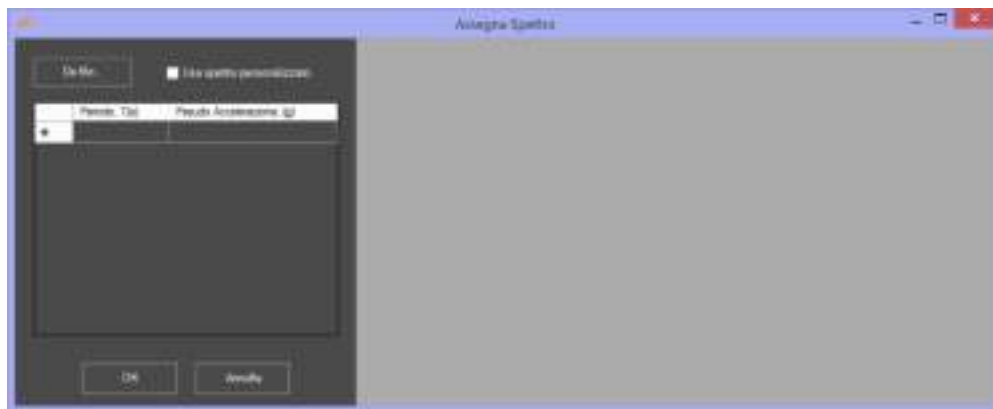 Assegna Spettro
Da file...
Usa spettro personalizzato
Periodo, T(s)
Pseudo Accelerazione, (g)
OK
Annulla